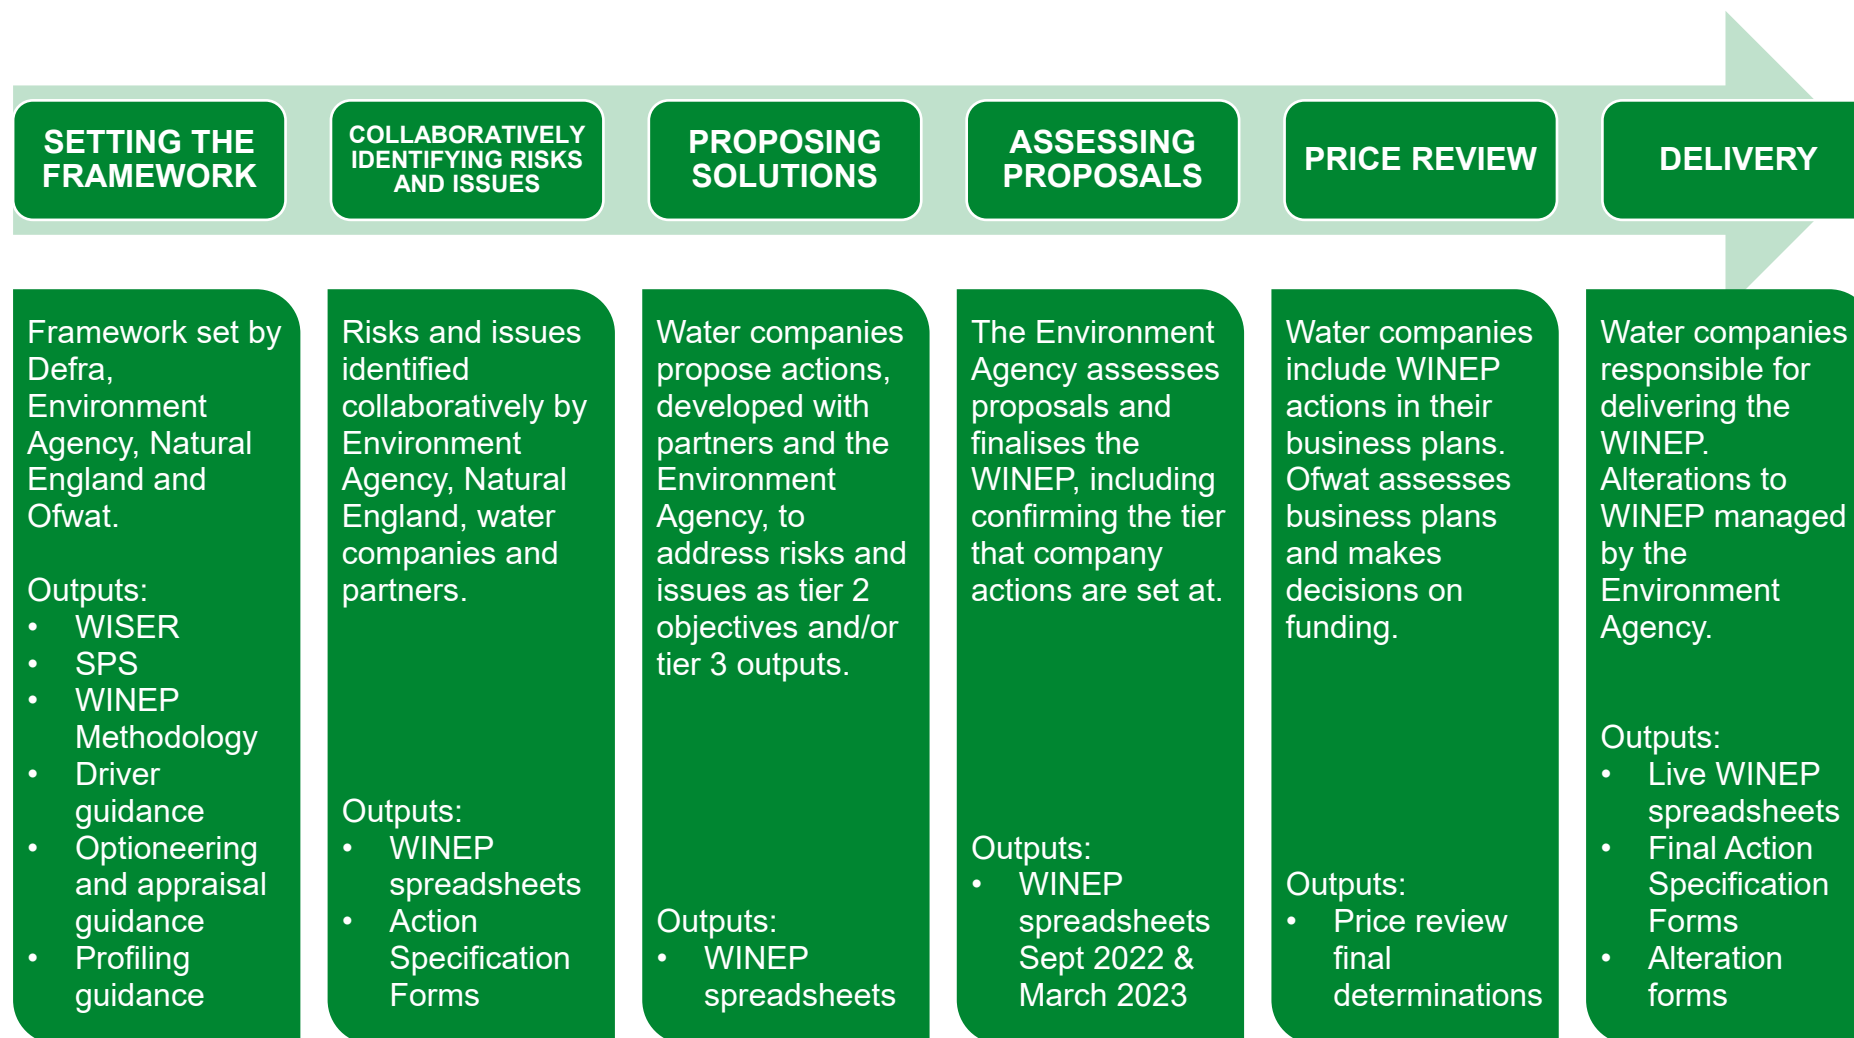 SETTING THE
FRAMEWORK
COLLABORATIVELY
IDENTIFYING RISKS
AND ISSUES
PROPOSING
SOLUTIONS
ASSESSING
PROPOSALS
PRICE REVIEW
DELIVERY
Framework set by
Defra,
Environment
Agency, Natural
England and
Ofwat.
Outputs:
• WISER
• SPS
• WINEP
Methodology
• Driver
guidance
• Optioneering
and appraisal
guidance
• Profiling
guidance
Risks and issues
identified
collaboratively by
Environment
Agency, Natural
England, water
companies and
partners.
Outputs:
• WINEP
spreadsheets
• Action
Specification
Forms
Water companies
propose actions,
developed with
partners and the
Environment
Agency, to
address risks and
issues as tier 2
objectives and/or
tier 3 outputs.
Outputs:
• WINEP
spreadsheets
The Environment
Agency assesses
proposals and
finalises the
WINEP, including
confirming the tier
that company
actions are set at.
Outputs:
• WINEP
spreadsheets
Sept 2022 &
March 2023
Water companies
include WINEP
actions in their
business plans.
Ofwat assesses
business plans
and makes
decisions on
funding.
Outputs:
• Price review
final
determinations
Water companies
responsible for
delivering the
WINEP.
Alterations to
WINEP managed
by the
Environment
Agency.
Outputs:
• Live WINEP
spreadsheets
• Final Action
Specification
Forms
• Alteration
forms